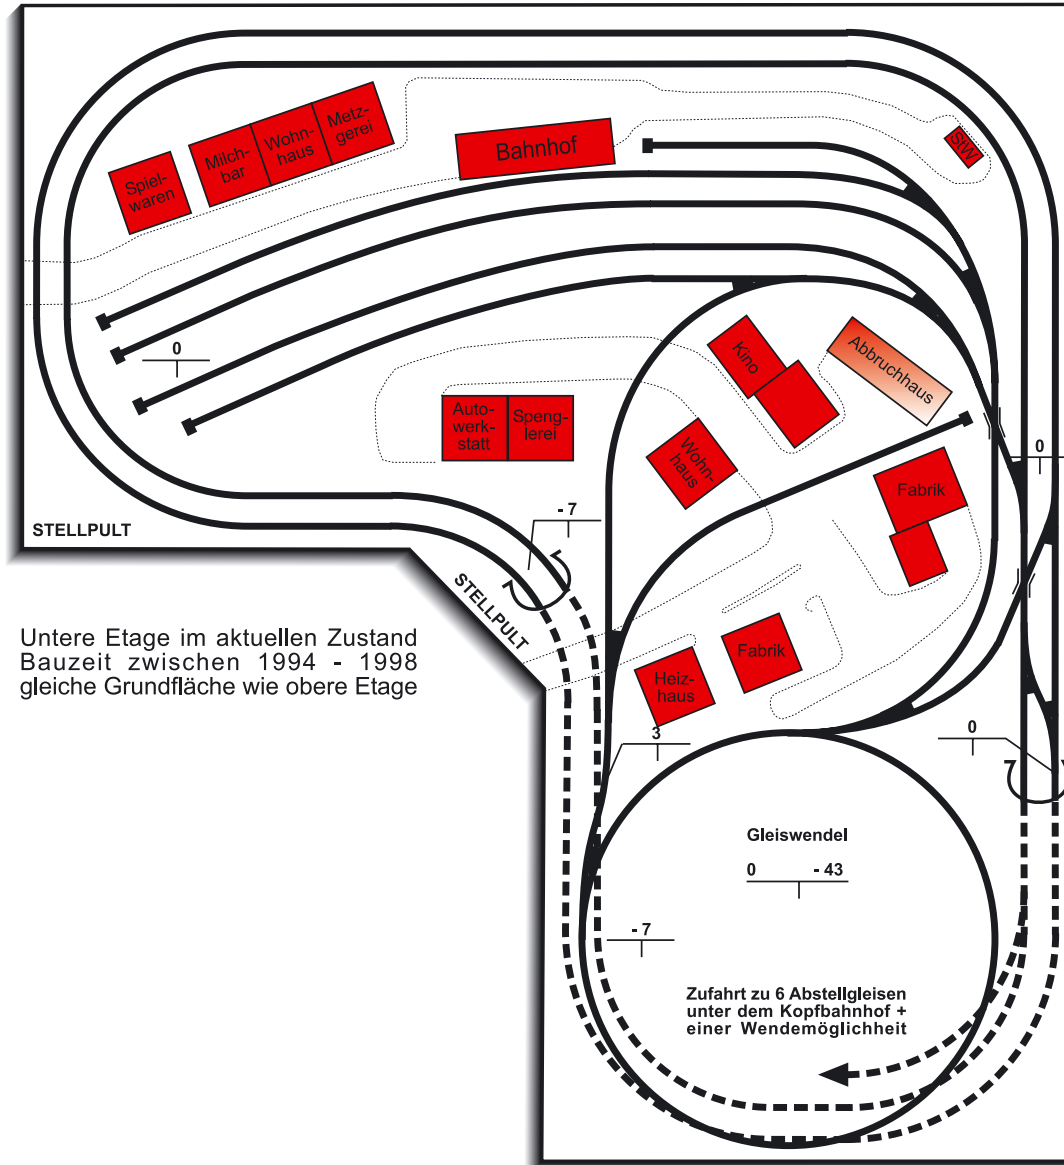 Metz-
gerei
Wohn-
haus
Milch-
bar
Spiel-
waren
Bahnhof
StW
0
Kino
Abbruchhaus
Auto-
werk-
statt
Speng-
lerei
Wohn-
haus
0
Fabrik
- 7
STELLPULT
STELLPULT
Untere Etage im aktuellen Zustand
Bauzeit zwischen 1994 - 1998
gleiche Grundfläche wie obere Etage
Fabrik
Heiz-
haus
3
0
Gleiswendel
0 - 43
- 7
Zufahrt zu 6 Abstellgleisen
unter dem Kopfbahnhof +
einer Wendemöglichheit